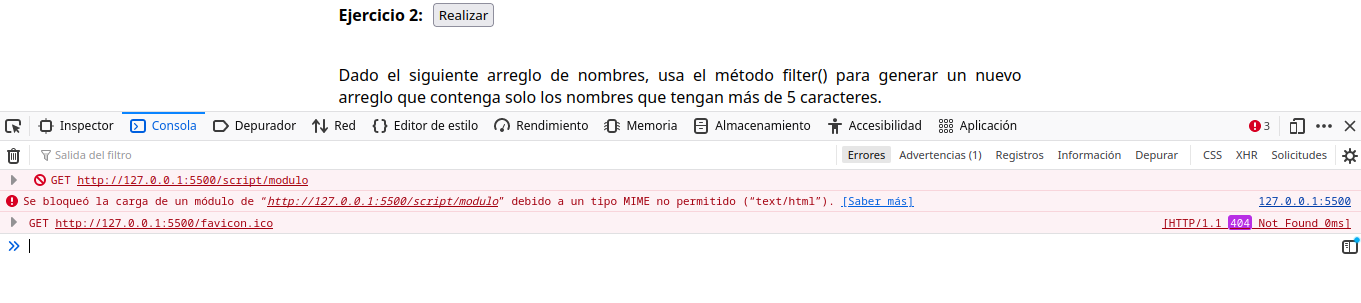 Ejercicio 2: Realizar
Dado el siguiente arreglo de nombres, usa el método filter() para generar un nuevo
arreglo que contenga solo los nombres que tengan más de 5 caracteres.
Inspector Consola Depurador Red Editor de estilo Rendimiento Memoria Almacenamiento Accesibilidad Aplicación 3
Salida del filtro Errores Advertencias (1) Registros Información Depurar CSS XHR Solicitudes
GET http://127.0.0.1:5500/script/modulo
Se bloqueó la carga de un módulo de “http://127.0.0.1:5500/script/modulo” debido a un tipo MIME no permitido (“text/html”). [Saber más] 127.0.0.1:5500
GET http://127.0.0.1:5500/favicon.ico [HTTP/1.1 404 Not Found 0ms]